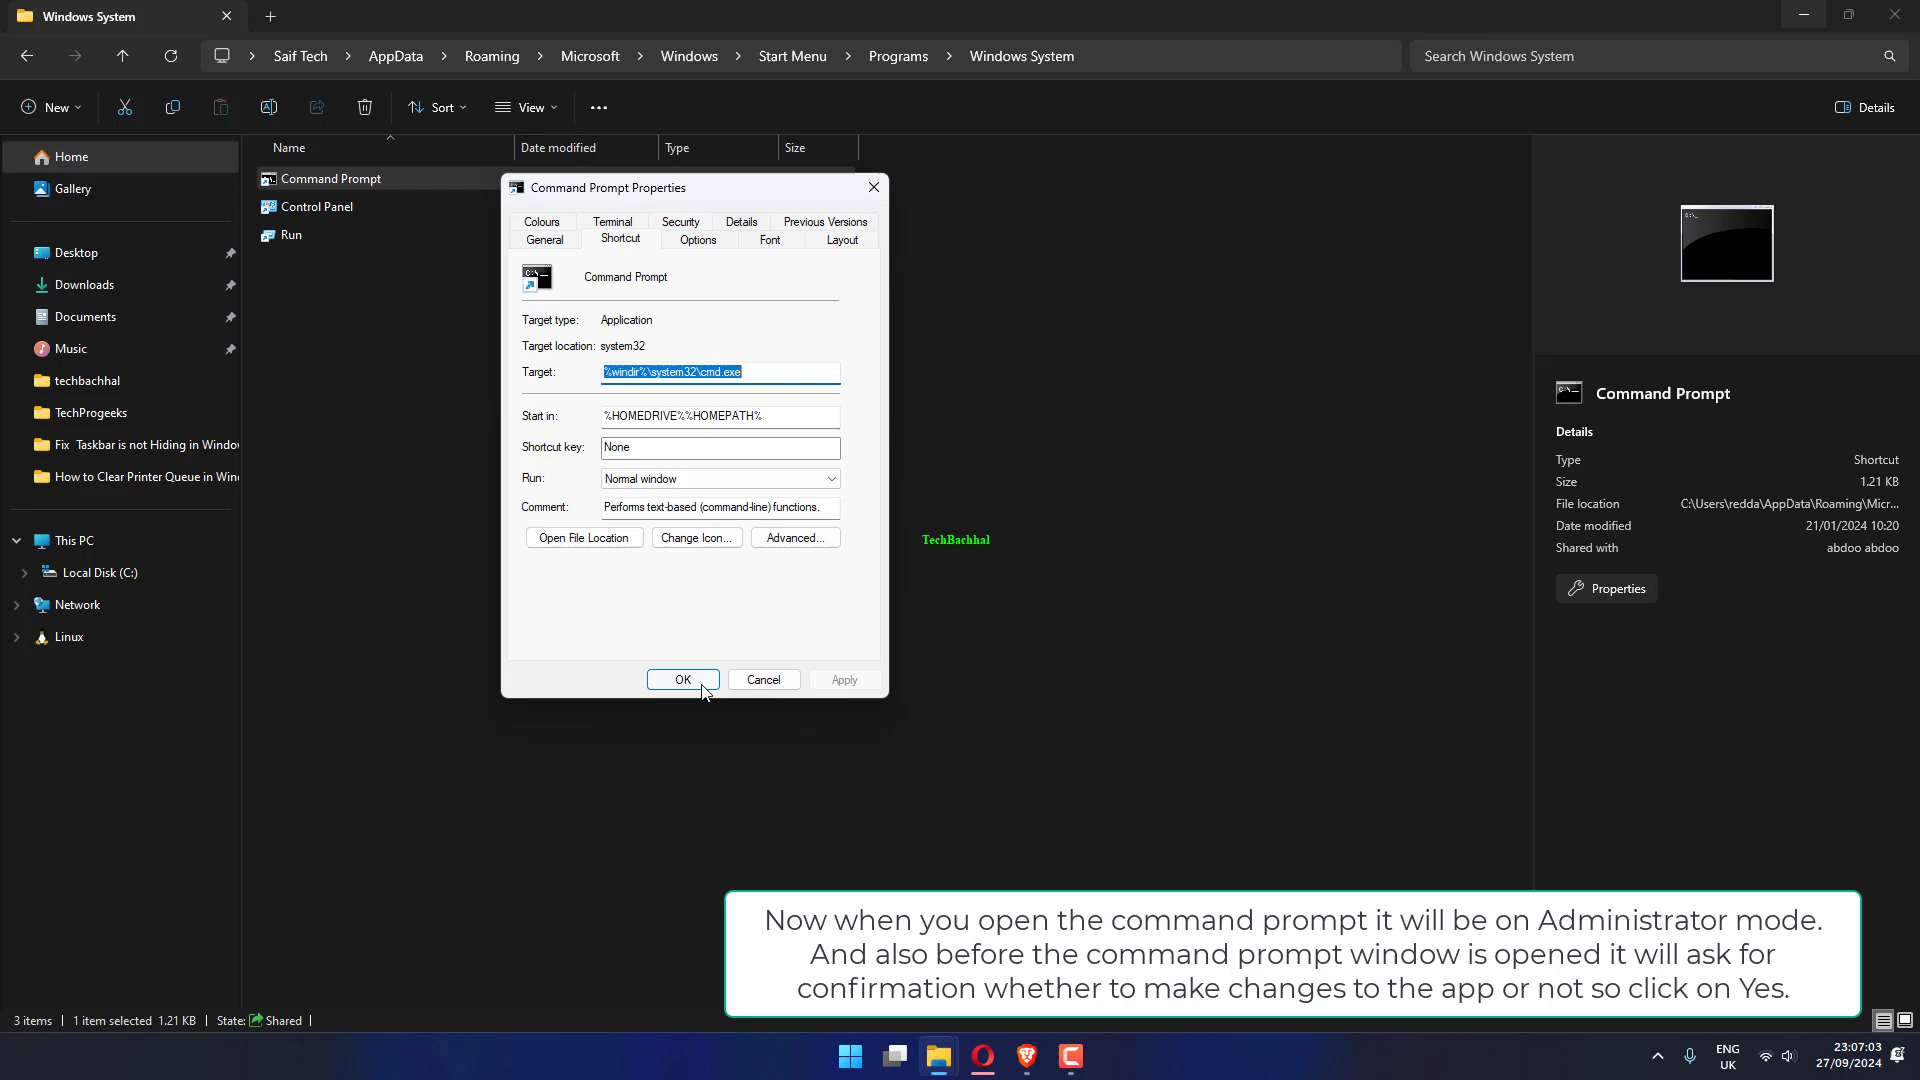 Windows System
Saif Tech > AppData > Roaming > Microsoft > Windows > Start Menu > Programs > Windows System
Search Windows System
New
Sort
View
Details
Home
Gallery
Desktop
Downloads
Documents
Music
techbachhal
TechProgeeks
Fix Taskbar is not Hiding in Windo
How to Clear Printer Queue in Win
This PC
Local Disk (C:)
Network
Linux
Name Date modified Type Size
Command Prompt
Control Panel
Run
Command Prompt Properties
Colours Terminal Security Details Previous Versions
General Shortcut Options Font Layout
C:\
Command Prompt
Target type: Application
Target location: system32
Target: %windir%\system32\cmd.exe
Start in: %HOMEDRIVE%%HOMEPATH%
Shortcut key: None
Run: Normal window
Comment: Performs text-based (command-line) functions.
Open File Location Change Icon... Advanced...
OK Cancel Apply
TechBachhal
C:\_
Command Prompt
Details
Type Shortcut
Size 1.21 KB
File location C:\Users\redda\AppData\Roaming\Micr...
Date modified 21/01/2024 10:20
Shared with abdoo abdoo
Properties
Now when you open the command prompt it will be on Administrator mode.
And also before the command prompt window is opened it will ask for
confirmation whether to make changes to the app or not so click on Yes.
3 items 1 item selected 1.21 KB State: Shared
ENG
UK
23:07:03
27/09/2024